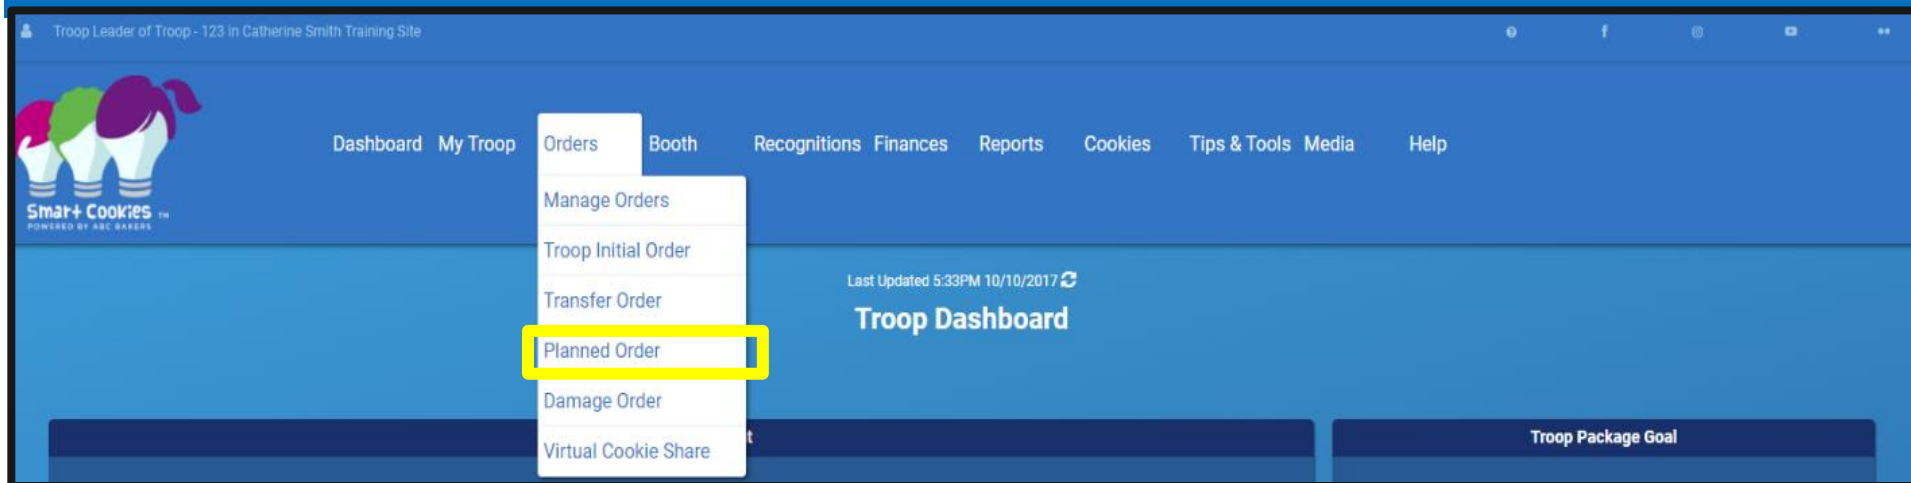 Troop Leader of Troop - 123 in Catherine Smith Training Site
Smart Cookies TM
POWERED BY ABC BAKERS
Dashboard My Troop Orders Booth Recognitions Finances Reports Cookies Tips & Tools Media Help
Manage Orders
Troop Initial Order
Transfer Order
Planned Order
Damage Order
Virtual Cookie Share
Last Updated 5:33PM 10/10/2017
Troop Dashboard
Troop Package Goal